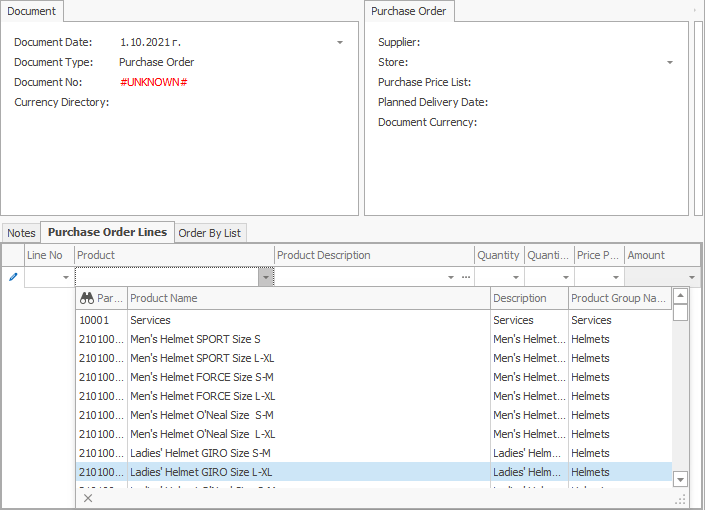 Document
Purchase Order
Document Date: 1.10.2021 г.
Document Type: Purchase Order
Document No: #UNKNOWN#
Currency Directory:
Supplier:
Store:
Purchase Price List:
Planned Delivery Date:
Document Currency:
Notes Purchase Order Lines Order By List
Line No Product Product Description Quantity Quanti... Price P... Amount
Par... Product Name Description Product Group Na...
10001 Services Services Services
210100... Men's Helmet SPORT Size S Men's Helmet... Helmets
210100... Men's Helmet SPORT Size L-XL Men's Helmet... Helmets
210100... Men's Helmet FORCE Size S-M Men's Helmet... Helmets
210100... Men's Helmet FORCE Size L-XL Men's Helmet... Helmets
210100... Men's Helmet O'Neal Size  S-M Men's Helmet... Helmets
210100... Men's Helmet O'Neal Size  L-XL Men's Helmet... Helmets
210100... Ladies' Helmet GIRO Size S-M Ladies' Helm... Helmets
210100... Ladies' Helmet GIRO Size L-XL Ladies' Helm... Helmets